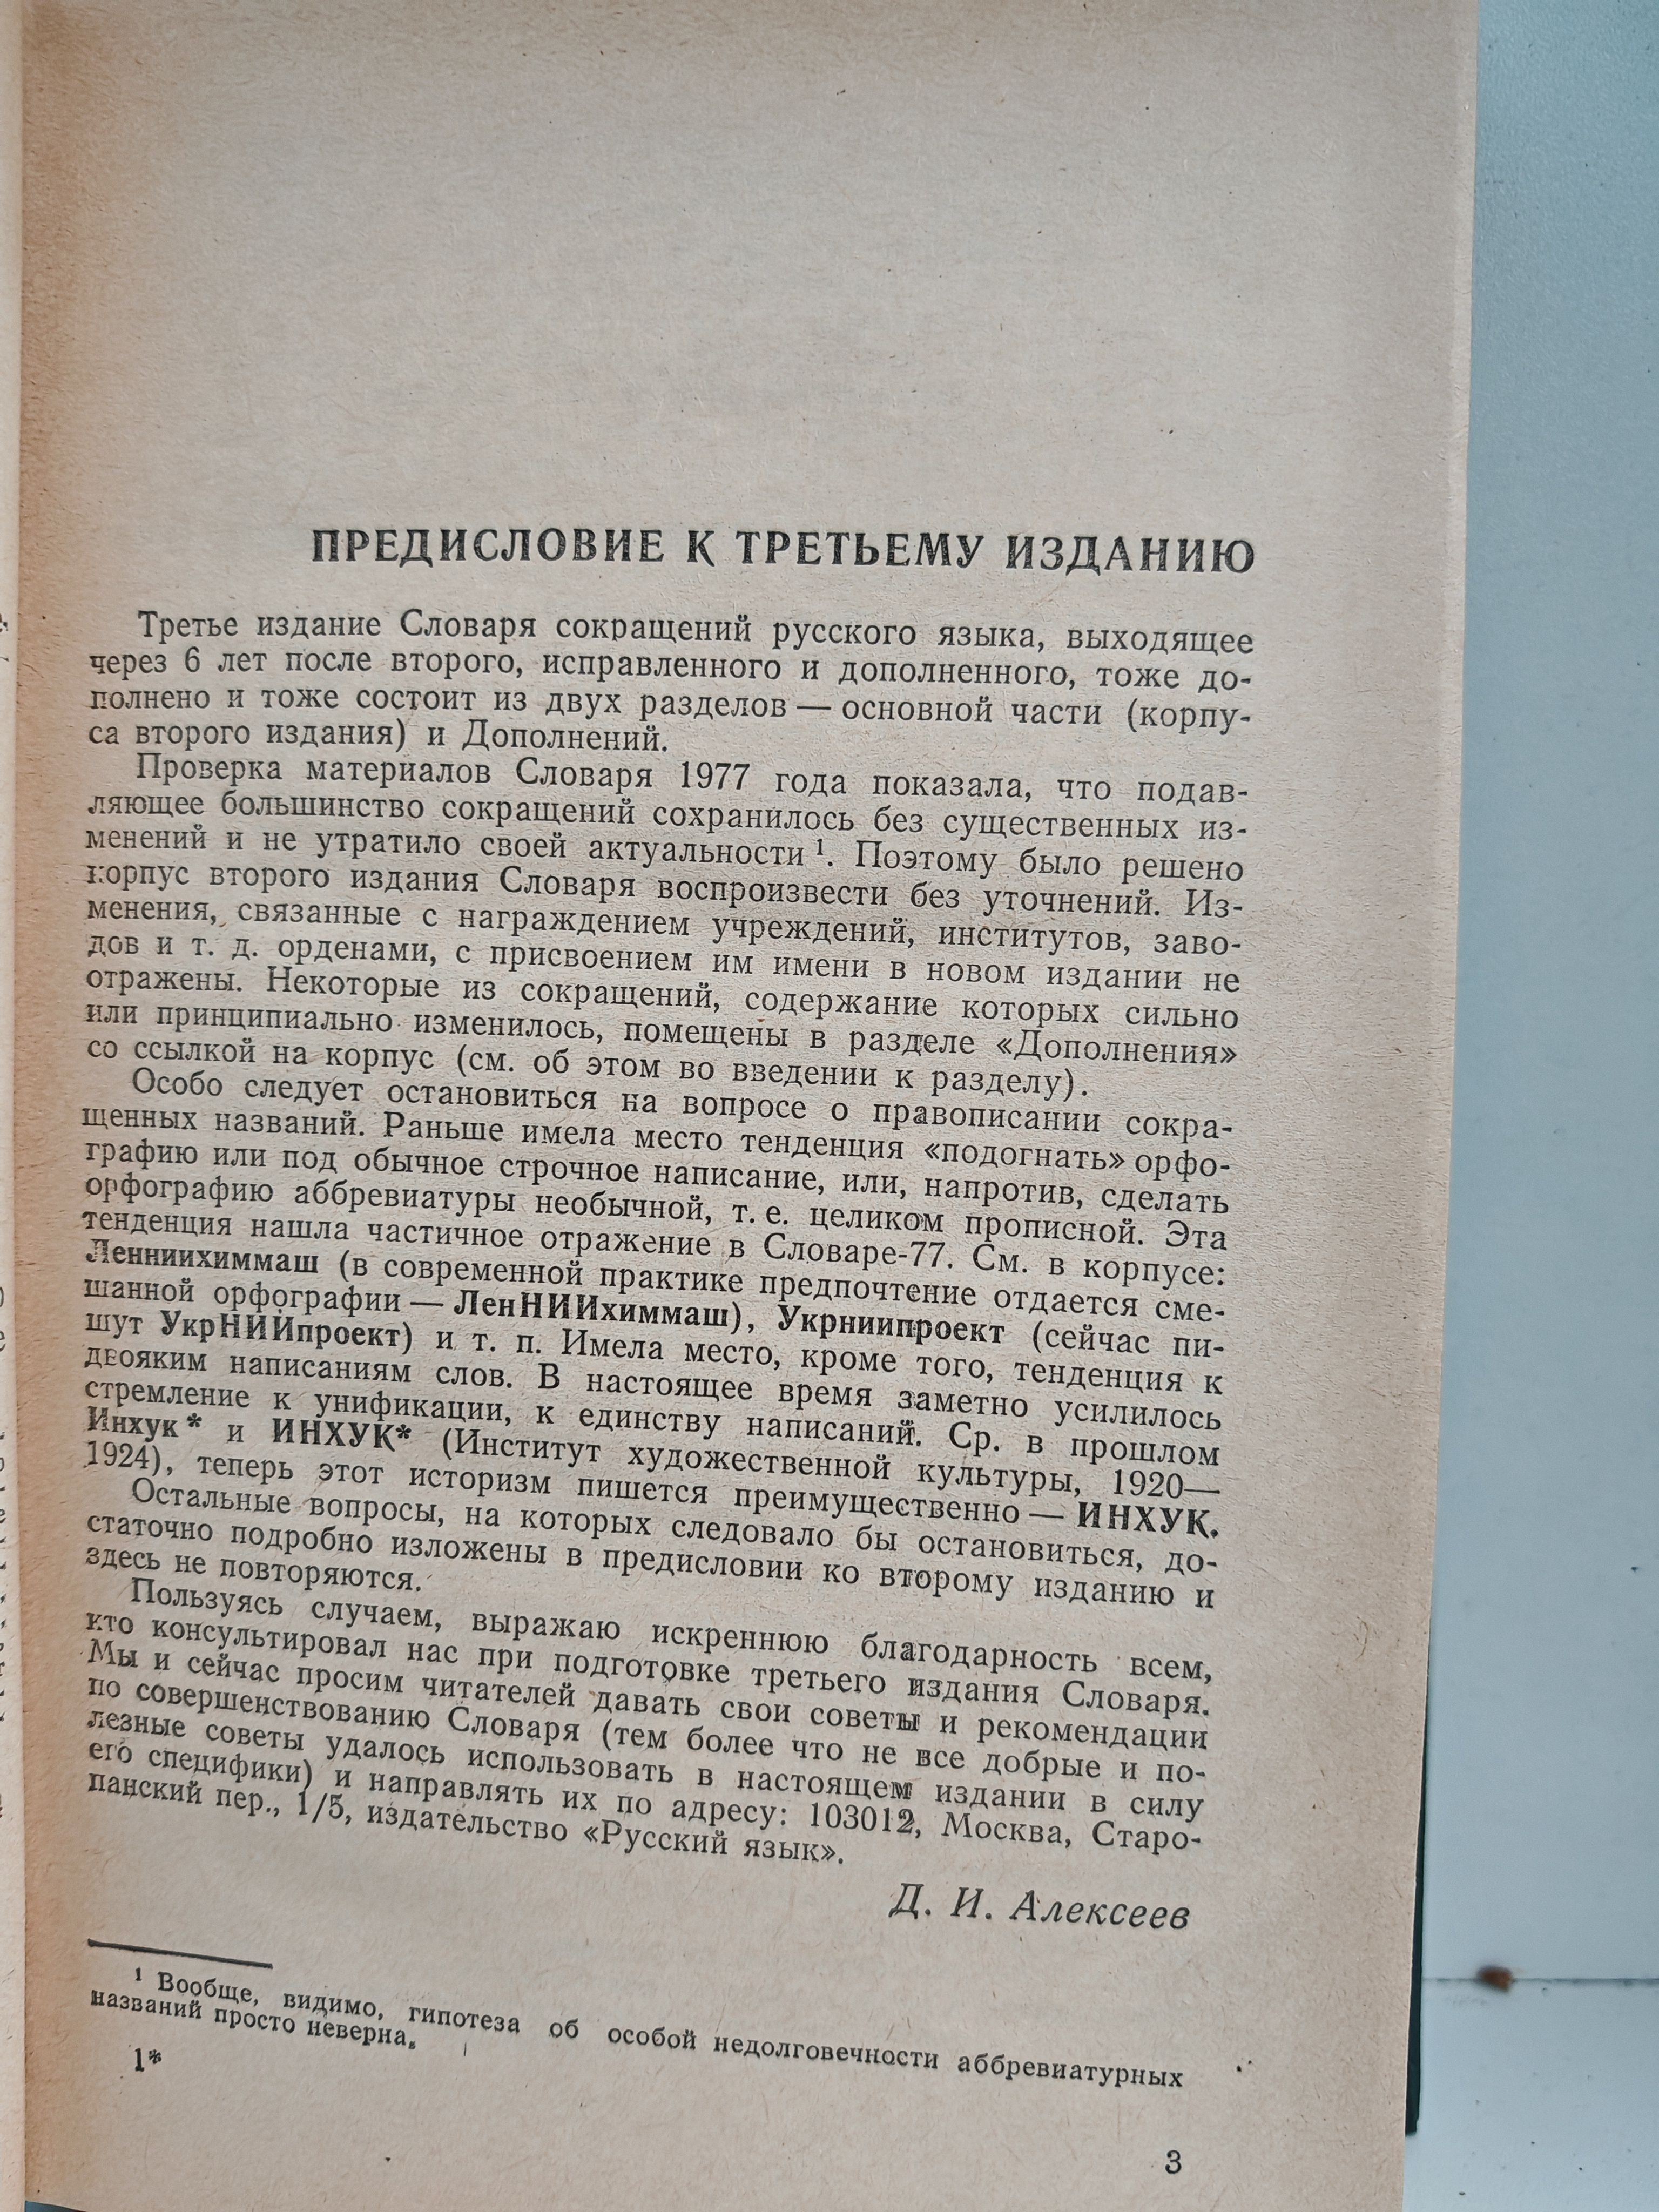 ПРЕДИСЛОВИЕ К ТРЕТЬЕМУ ИЗДАНИЮ
Третье издание Словаря сокращений русского языка, выходящее
через 6 лет после второго, исправленного и дополненного, тоже до-
полнено и тоже состоит из двух разделов — основной части (корпу-
са второго издания) и Дополнений.
Проверка материалов Словаря 1977 года показала, что подав-
ляющее большинство сокращений сохранилось без существенных из-
менений и не утратило своей актуальности ¹. Поэтому было решено
корпус второго издания Словаря воспроизвести без уточнений. Из-
менения, связанные с награждением учреждений, институтов, заво-
дов и т. д. орденами, с присвоением им имени в новом издании не
отражены. Некоторые из сокращений, содержание которых сильно
или принципиально изменилось, помещены в разделе «Дополнения»
со ссылкой на корпус (см. об этом во введении к разделу).
Особо следует остановиться на вопросе о правописании сокра-
щенных названий. Раньше имела место тенденция «подогнать» орфо-
графию или под обычное строчное написание, или, напротив, сделать
орфографию аббревиатуры необычной, т. е. целиком прописной. Эта
тенденция нашла частичное отражение в Словаре-77. См. в корпусе:
Ленниихиммаш (в современной практике предпочтение отдается сме-
шанной орфографии — ЛенНИИхиммаш), Укрниипроект (сейчас пи-
шут УкрНИИпроект) и т. п. Имела место, кроме того, тенденция к
двояким написаниям слов. В настоящее время заметно усилилось
стремление к унификации, к единству написаний. Ср. в прошлом
Инхук* и ИНХУК* (Институт художественной культуры, 1920—
1924), теперь этот историзм пишется преимущественно — ИНХУК.
Остальные вопросы, на которых следовало бы остановиться, до-
статочно подробно изложены в предисловии ко второму изданию и
здесь не повторяются.
Пользуясь случаем, выражаю искреннюю благодарность всем,
кто консультировал нас при подготовке третьего издания Словаря.
Мы и сейчас просим читателей давать свои советы и рекомендации
по совершенствованию Словаря (тем более что не все добрые и по-
лезные советы удалось использовать в настоящем издании в силу
его специфики) и направлять их по адресу: 103012, Москва, Старо-
панский пер., 1/5, издательство «Русский язык».
Д. И. Алексеев
¹ Вообще, видимо, гипотеза об особой недолговечности аббревиатурных
названий просто неверна.
1*
3